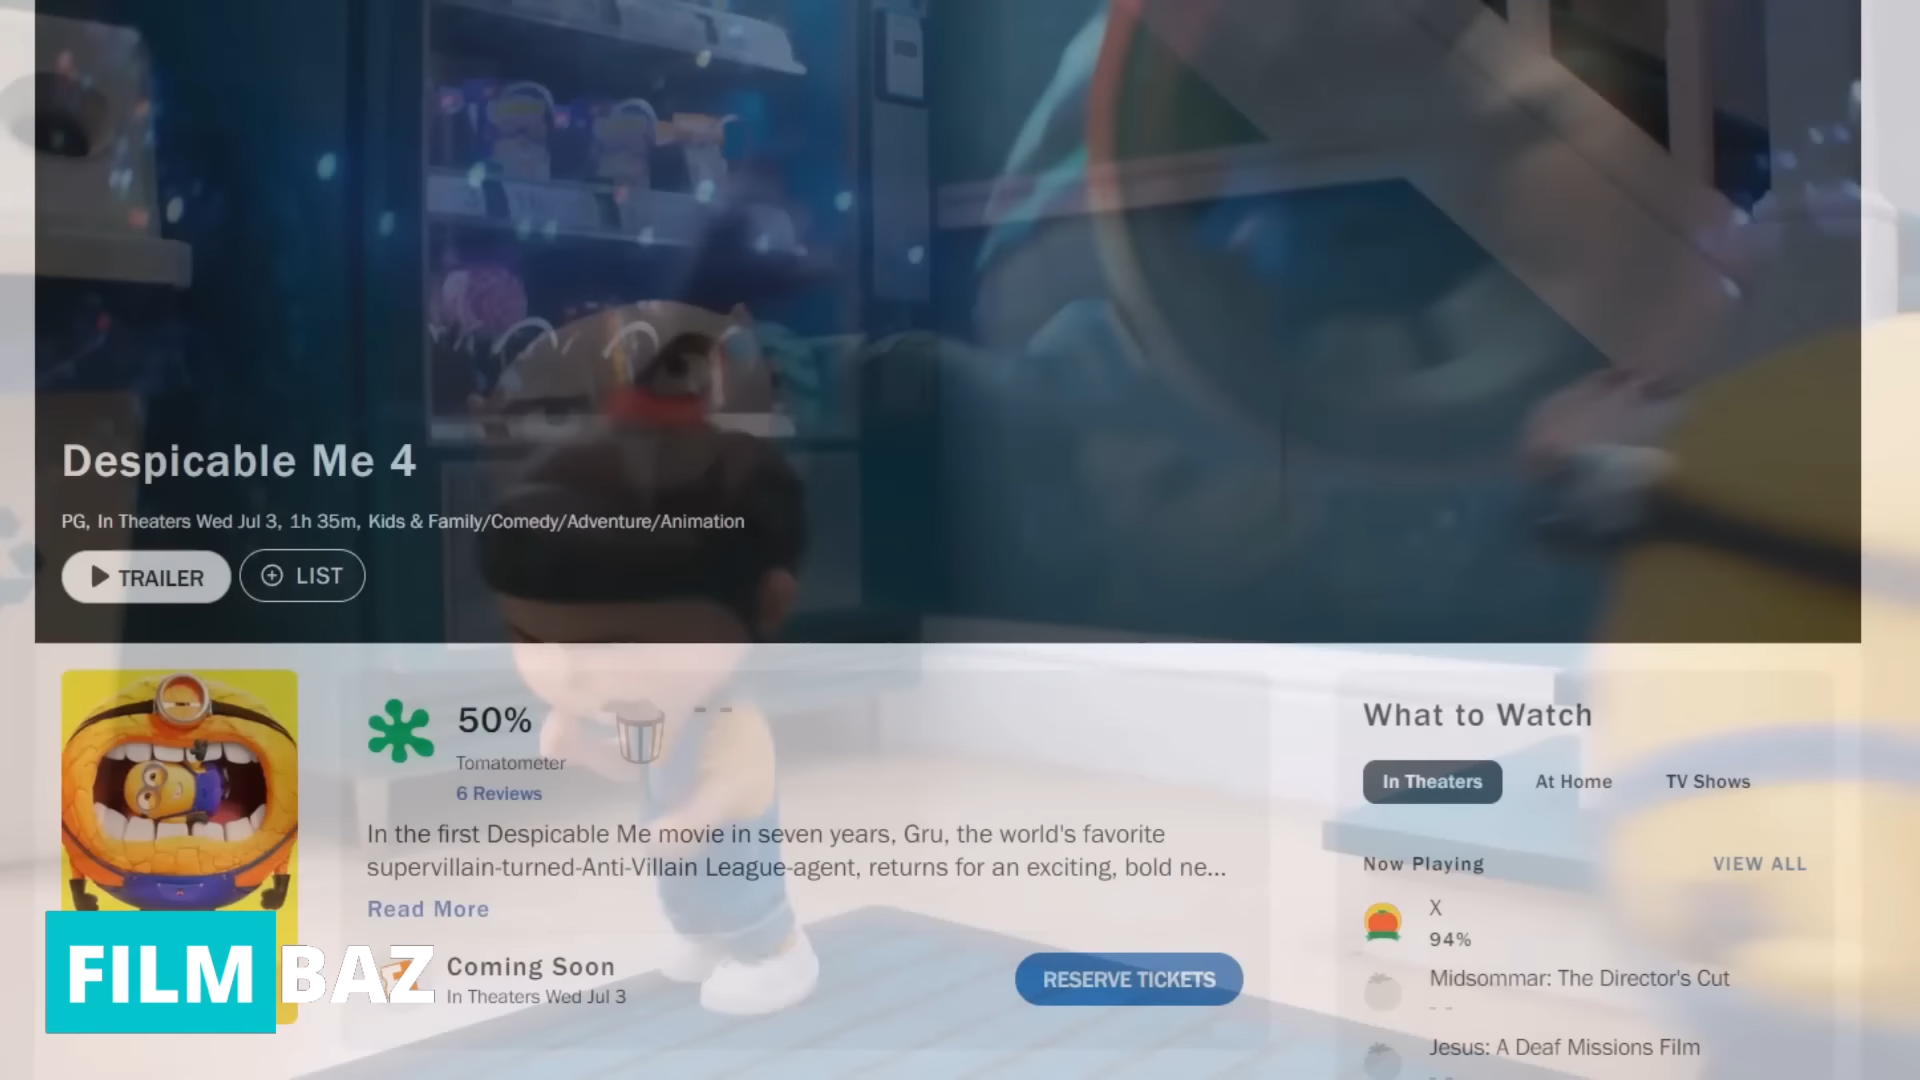 Despicable Me 4
PG, In Theaters Wed Jul 3, 1h 35m, Kids & Family/Comedy/Adventure/Animation
TRAILER
LIST
50%
- -
Tomatometer
6 Reviews
In the first Despicable Me movie in seven years, Gru, the world's favorite
supervillain-turned-Anti-Villain League-agent, returns for an exciting, bold ne...
Read More
Coming Soon
In Theaters Wed Jul 3
RESERVE TICKETS
FILM BAZ
What to Watch
In Theaters
At Home
TV Shows
Now Playing
VIEW ALL
X
94%
Midsommar: The Director's Cut
- -
Jesus: A Deaf Missions Film
- -